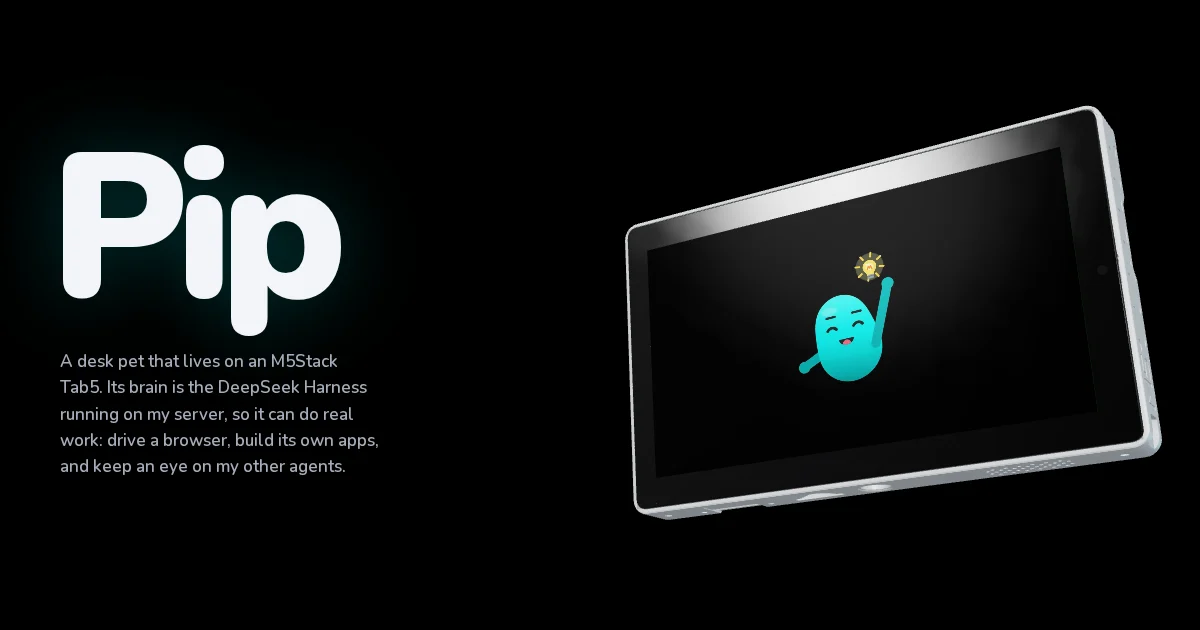 Pip
A desk pet that lives on an M5Stack
Tab5. Its brain is the DeepSeek Harness
running on my server, so it can do real
work: drive a browser, build its own apps,
and keep an eye on my other agents.